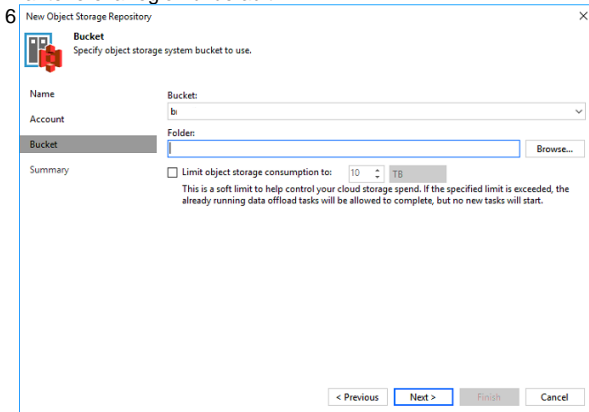 6
New Object Storage Repository
Bucket
Specify object storage system bucket to use.
Name
Account
Bucket
Summary
Bucket:
Folder:
Browse...
Limit object storage consumption to: 10 TB
This is a soft limit to help control your cloud storage spend. If the specified limit is exceeded, the
already running data offload tasks will be allowed to complete, but no new tasks will start.
< Previous Next > Finish Cancel